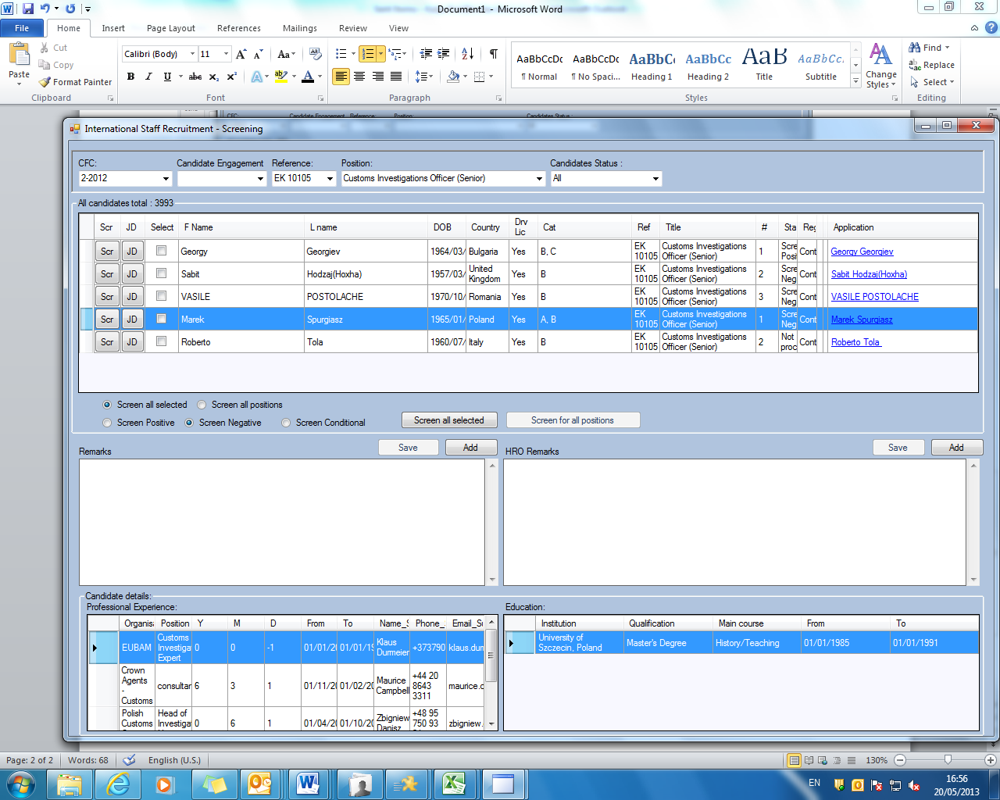 Document1 - Microsoft Word
File Home Insert Page Layout References Mailings Review View
Paste Cut Copy Format Painter
Calibri (Body) 11
AaBbCcDc AaBbCcDc AaBbCc AaBbCc AaB AaBbCc.
¶ Normal ¶ No Spaci... Heading 1 Heading 2 Title Subtitle
Change Styles
Find Replace Select
Clipboard Font Paragraph Styles Editing
International Staff Recruitment - Screening
CFC: Candidate Engagement Reference: Position: Candidates Status :
2-2012 EK 10105 Customs Investigations Officer (Senior) All
All candidates total : 3993
Scr JD Select F Name L name DOB Country Drv Lic Cat Ref Title # Sta Reg Application
Scr JD Georgy Georgiev 1964/03/ Bulgaria Yes B, C EK 10105 Customs Investigations Officer (Senior) 1 Scre Posi Cont Georgy Georgiev
Scr JD Sabit Hodzaj(Hoxha) 1957/03/ United Kingdom Yes B EK 10105 Customs Investigations Officer (Senior) 2 Scre Neg Cont Sabit Hodzaj(Hoxha)
Scr JD VASILE POSTOLACHE 1970/10/ Romania Yes B EK 10105 Customs Investigations Officer (Senior) 3 Scre Neg Cont VASILE POSTOLACHE
Scr JD Marek Spurgiasz 1965/01/ Poland Yes A, B EK 10105 Customs Investigations Officer (Senior) 1 Scre Neg Cont Marek Spurgiasz
Scr JD Roberto Tola 1960/07/ Italy Yes B EK 10105 Customs Investigations Officer (Senior) 2 Not proc Cont Roberto Tola
Screen all selected Screen all positions
Screen Positive Screen Negative Screen Conditional Screen all selected Screen for all positions
Remarks Save Add HRO Remarks Save Add
Candidate details:
Professional Experience: Education:
Organisa Position Y M D From To Name_S Phone_ Email_Su
EUBAM Customs Investiga Expert 0 0 -1 01/01/20 01/01/19 Klaus Durmeier +373790 klaus.dum
Crown Agents - Customs consultan 6 3 1 01/11/20 01/02/20 Maurice Campbell +44 20 8643 3311 maurice.c
Polish Customs Head of Investiga 0 6 1 01/04/20 01/10/20 Zbigniew Danisz +48 95 750 93 zbigniew.
Institution Qualification Main course From To
University of Szczecin, Poland Master's Degree History/Teaching 01/01/1985 01/01/1991
Page: 2 of 2 Words: 68 English (U.S.) 130%
EN 16:56
20/05/2013